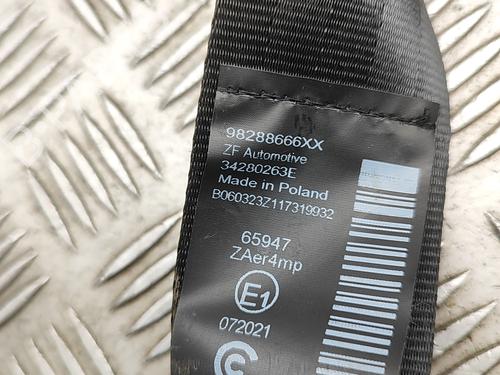 98288666XX
ZF Automotive
34280263E
Made in Poland
B060323Z117319932
65947
ZAer4mp
E1
072021